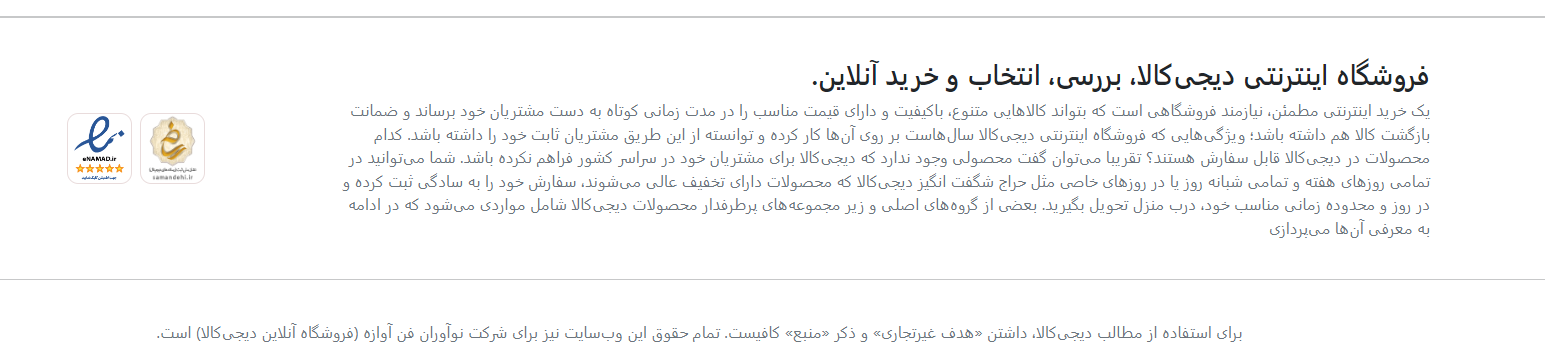 فروشگاه اینترنتی دیجی‌کالا، بررسی، انتخاب و خرید آنلاین.
یک خرید اینترنتی مطمئن، نیازمند فروشگاهی است که بتواند کالاهایی متنوع، باکیفیت و دارای قیمت مناسب را در مدت زمانی کوتاه به دست مشتریان خود برساند و ضمانت
بازگشت کالا هم داشته باشد؛ ویژگی‌هایی که فروشگاه اینترنتی دیجی‌کالا سال‌هاست بر روی آن‌ها کار کرده و توانسته از این طریق مشتریان ثابت خود را داشته باشد. کدام
محصولات در دیجی‌کالا قابل سفارش هستند؟ تقریبا می‌توان گفت محصولی وجود ندارد که دیجی‌کالا برای مشتریان خود در سراسر کشور فراهم نکرده باشد. شما می‌توانید در
تمامی روزهای هفته و تمامی شبانه روز یا در روزهای خاصی مثل حراج شگفت انگیز دیجی‌کالا که محصولات دارای تخفیف عالی می‌شوند، سفارش خود را به سادگی ثبت کرده و
در روز و محدوده زمانی مناسب خود، درب منزل تحویل بگیرید. بعضی از گروه‌های اصلی و زیر مجموعه‌های پرطرفدار محصولات دیجی‌کالا شامل مواردی می‌شود که در ادامه
به معرفی آن‌ها می‌پردازی
samandehi.ir
eNAMAD.ir
برای استفاده از مطالب دیجی‌کالا، داشتن «هدف غیرتجاری» و ذکر «منبع» کافیست. تمام حقوق این وب‌سایت نیز برای شرکت نوآوران فن آوازه (فروشگاه آنلاین دیجی‌کالا) است.